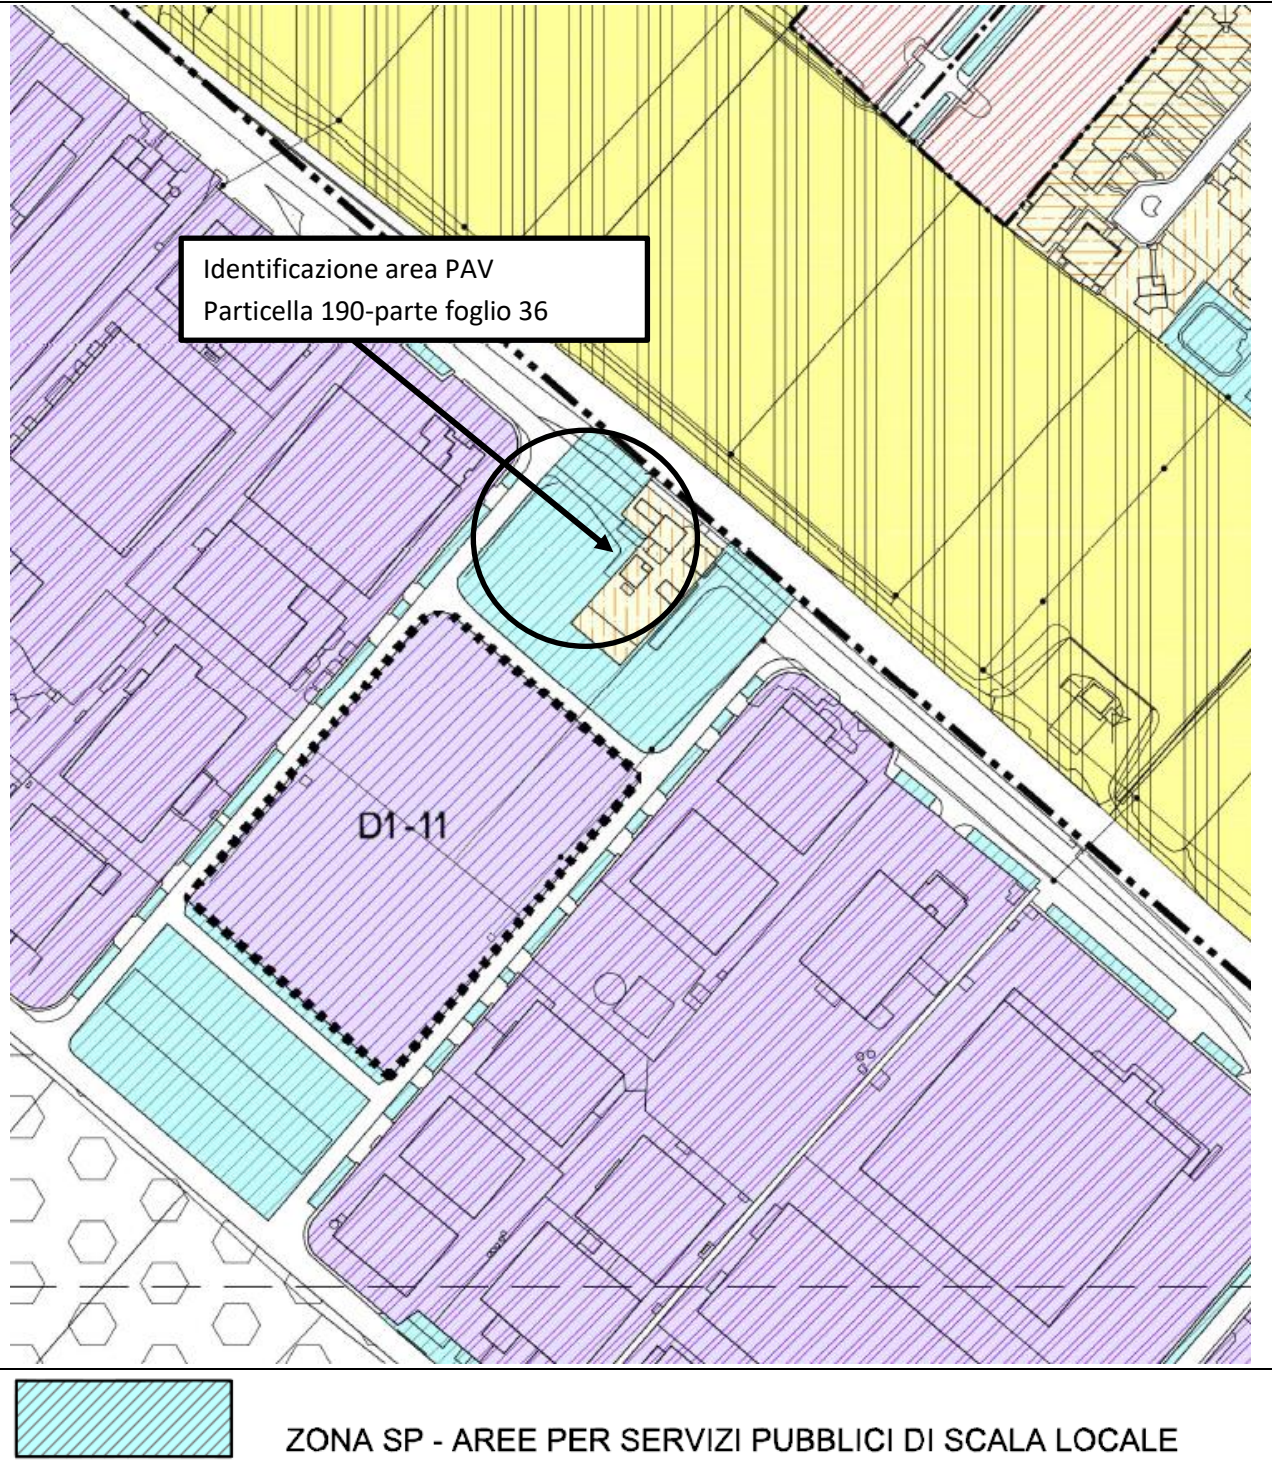 Identificazione area PAV
Particella 190-parte foglio 36
D1-11
ZONA SP - AREE PER SERVIZI PUBBLICI DI SCALA LOCALE